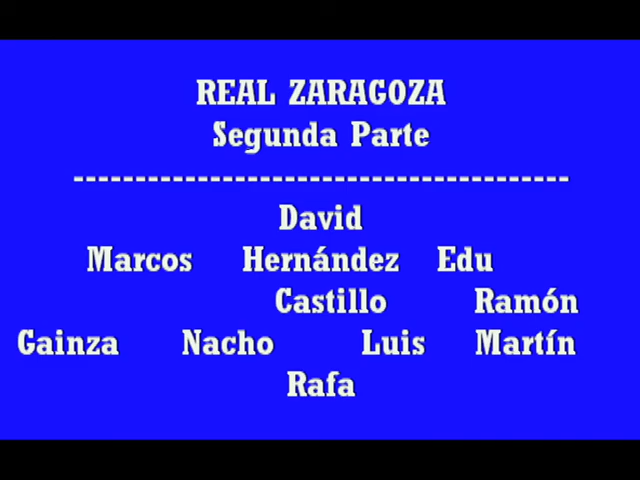 REAL ZARAGOZA
Segunda Parte
----------------------------------------
David
Marcos Hernández Edu
Castillo Ramón
Gainza Nacho Luis Martín
Rafa